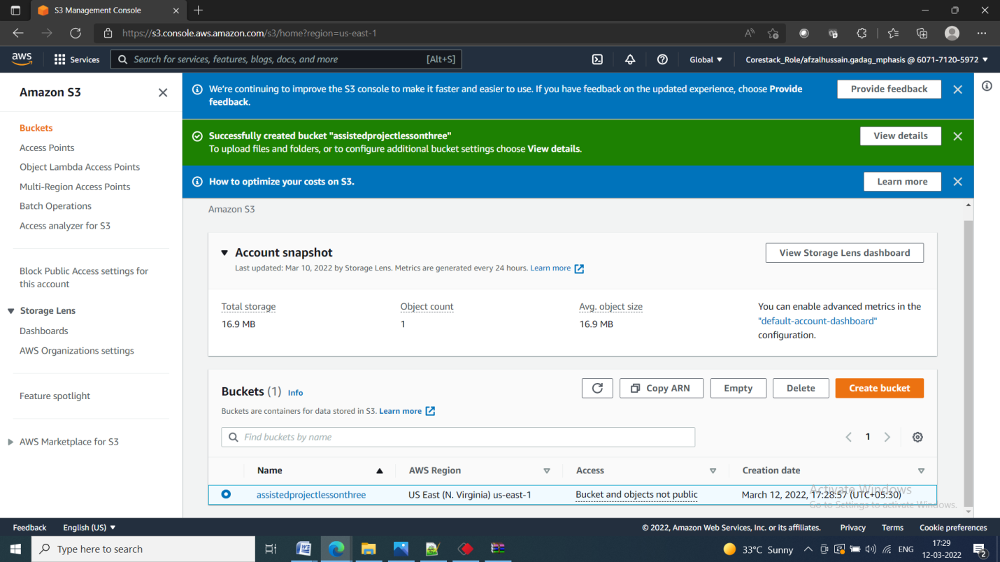 S3 Management Console
https://s3.console.aws.amazon.com/s3/home?region=us-east-1
aws
Services
Search for services, features, blogs, docs, and more
[Alt+S]
Global
Corestack_Role/afzalhussain.gadag_mphasis @ 6071-7120-5972
Amazon S3
Buckets
Access Points
Object Lambda Access Points
Multi-Region Access Points
Batch Operations
Access analyzer for S3
Block Public Access settings for
this account
Storage Lens
Dashboards
AWS Organizations settings
Feature spotlight
AWS Marketplace for S3
We're continuing to improve the S3 console to make it faster and easier to use. If you have feedback on the updated experience, choose Provide
feedback.
Provide feedback
Successfully created bucket "assistedprojectlessonthree"
To upload files and folders, or to configure additional bucket settings choose View details.
View details
How to optimize your costs on S3.
Learn more
Amazon S3
Account snapshot
Last updated: Mar 10, 2022 by Storage Lens. Metrics are generated every 24 hours. Learn more
View Storage Lens dashboard
Total storage
16.9 MB
Object count
1
Avg. object size
16.9 MB
You can enable advanced metrics in the
"default-account-dashboard"
configuration.
Buckets (1) Info
Buckets are containers for data stored in S3. Learn more
Copy ARN
Empty
Delete
Create bucket
Find buckets by name
1
Name
AWS Region
Access
Creation date
assistedprojectlessonthree
US East (N. Virginia) us-east-1
Bucket and objects not public
March 12, 2022, 17:28:57 (UTC+05:30)
Activate Windows
Go to Settings to activate Windows.
Feedback
English (US)
© 2022, Amazon Web Services, Inc. or its affiliates.
Privacy
Terms
Cookie preferences
Type here to search
33°C Sunny
ENG
17:29
12-03-2022
2